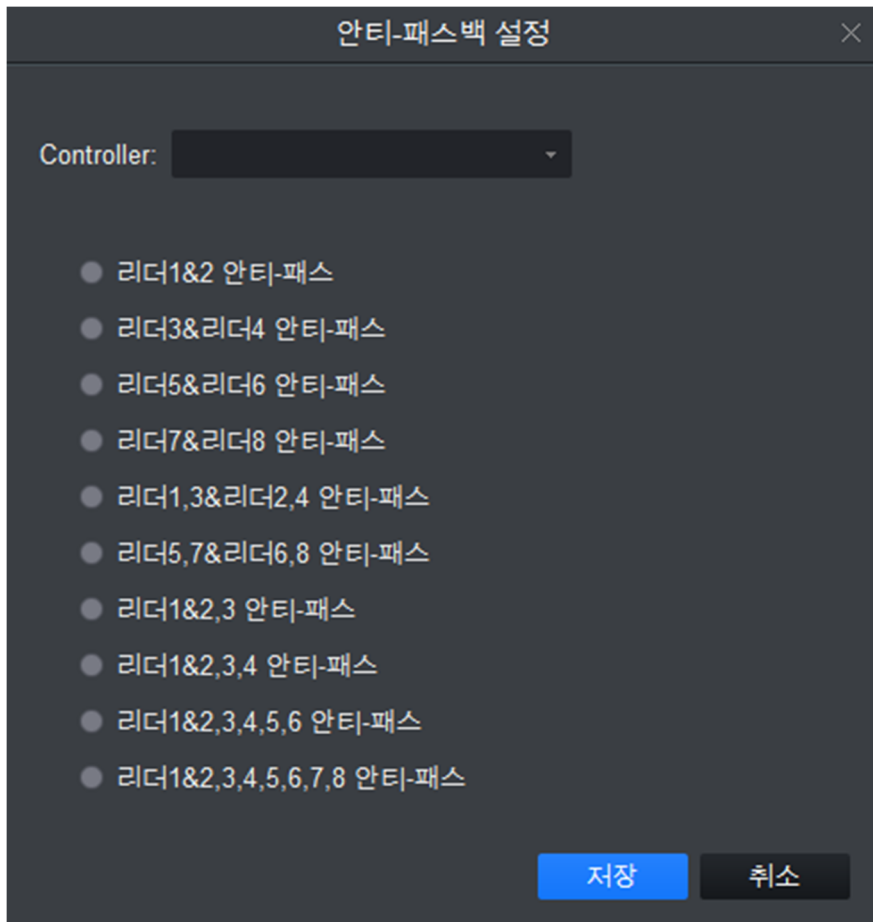 안티-패스백 설정
Controller:
리더1&2 안티-패스
리더3&리더4 안티-패스
리더5&리더6 안티-패스
리더7&리더8 안티-패스
리더1,3&리더2,4 안티-패스
리더5,7&리더6,8 안티-패스
리더1&2,3 안티-패스
리더1&2,3,4 안티-패스
리더1&2,3,4,5,6 안티-패스
리더1&2,3,4,5,6,7,8 안티-패스
저장 취소